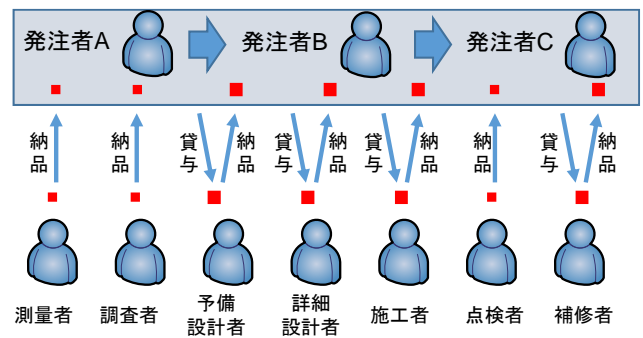 発注者A
発注者B
発注者C
納品
納品
貸与
納品
貸与
納品
貸与
納品
納品
貸与
納品
測量者
調査者
予備
設計者
詳細
設計者
施工者
点検者
補修者